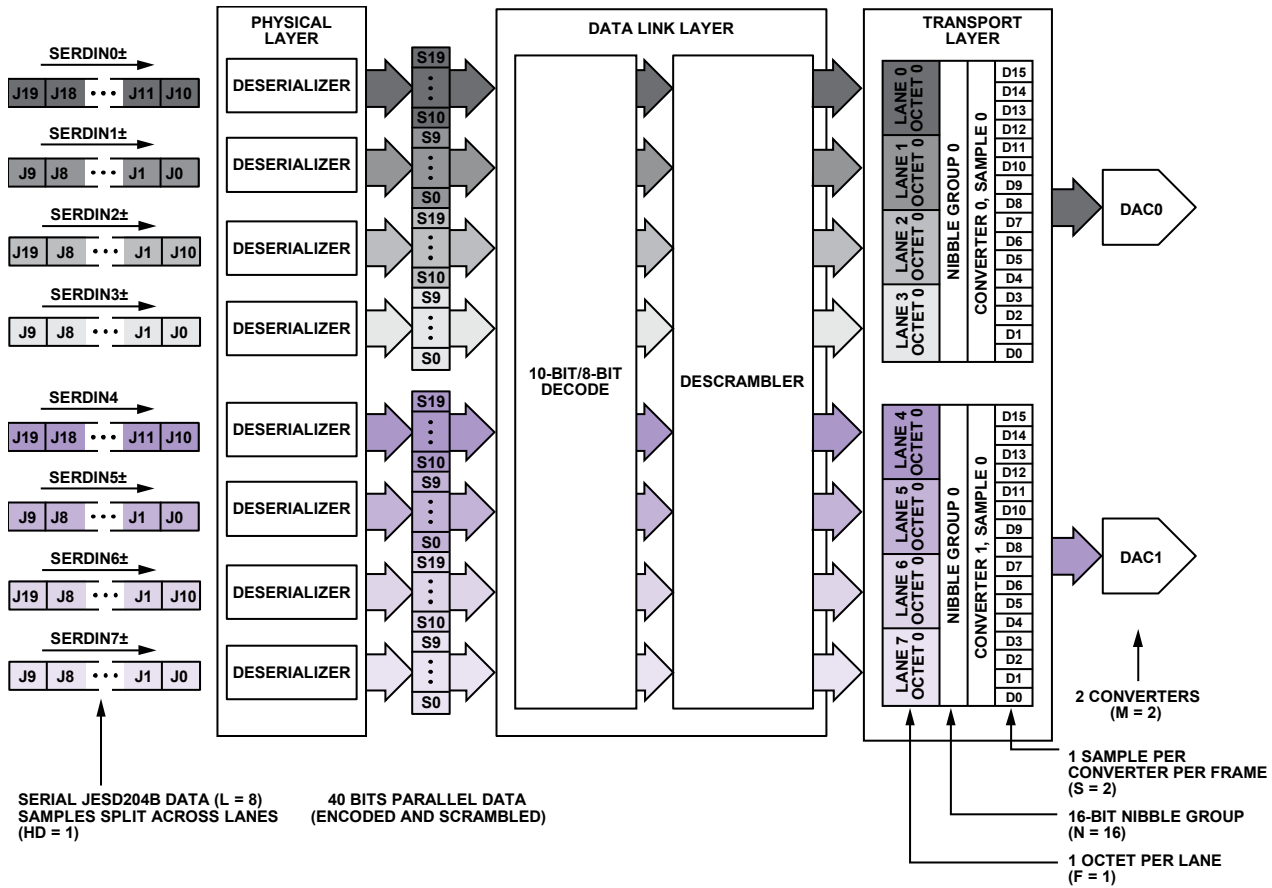 PHYSICAL
LAYER
DATA LINK LAYER
TRANSPORT
LAYER
SERDIN0±
J19 J18 ••• J11 J10
SERDIN1±
J9 J8 ••• J1 J0
SERDIN2±
J19 J8 ••• J1 J10
SERDIN3±
J9 J8 ••• J1 J0
SERDIN4
J19 J18 ••• J11 J10
SERDIN5±
J9 J8 ••• J1 J0
SERDIN6±
J19 J8 ••• J1 J10
SERDIN7±
J9 J8 ••• J1 J0
DESERIALIZER
DESERIALIZER
DESERIALIZER
DESERIALIZER
DESERIALIZER
DESERIALIZER
DESERIALIZER
DESERIALIZER
S19
S10
S9
S0
S19
S10
S9
S0
S19
S10
S9
S0
S19
S10
S9
S0
10-BIT/8-BIT
DECODE
DESCRAMBLER
LANE 0
OCTET 0
LANE 1
OCTET 0
LANE 2
OCTET 0
LANE 3
OCTET 0
NIBBLE GROUP 0
CONVERTER 0, SAMPLE 0
D15
D14
D13
D12
D11
D10
D9
D8
D7
D6
D5
D4
D3
D2
D1
D0
DAC0
LANE 4
OCTET 0
LANE 5
OCTET 0
LANE 6
OCTET 0
LANE 7
OCTET 0
NIBBLE GROUP 0
CONVERTER 1, SAMPLE 0
D15
D14
D13
D12
D11
D10
D9
D8
D7
D6
D5
D4
D3
D2
D1
D0
DAC1
2 CONVERTERS
(M = 2)
1 SAMPLE PER
CONVERTER PER FRAME
(S = 2)
16-BIT NIBBLE GROUP
(N = 16)
1 OCTET PER LANE
(F = 1)
SERIAL JESD204B DATA (L = 8)
SAMPLES SPLIT ACROSS LANES
(HD = 1)
40 BITS PARALLEL DATA
(ENCODED AND SCRAMBLED)